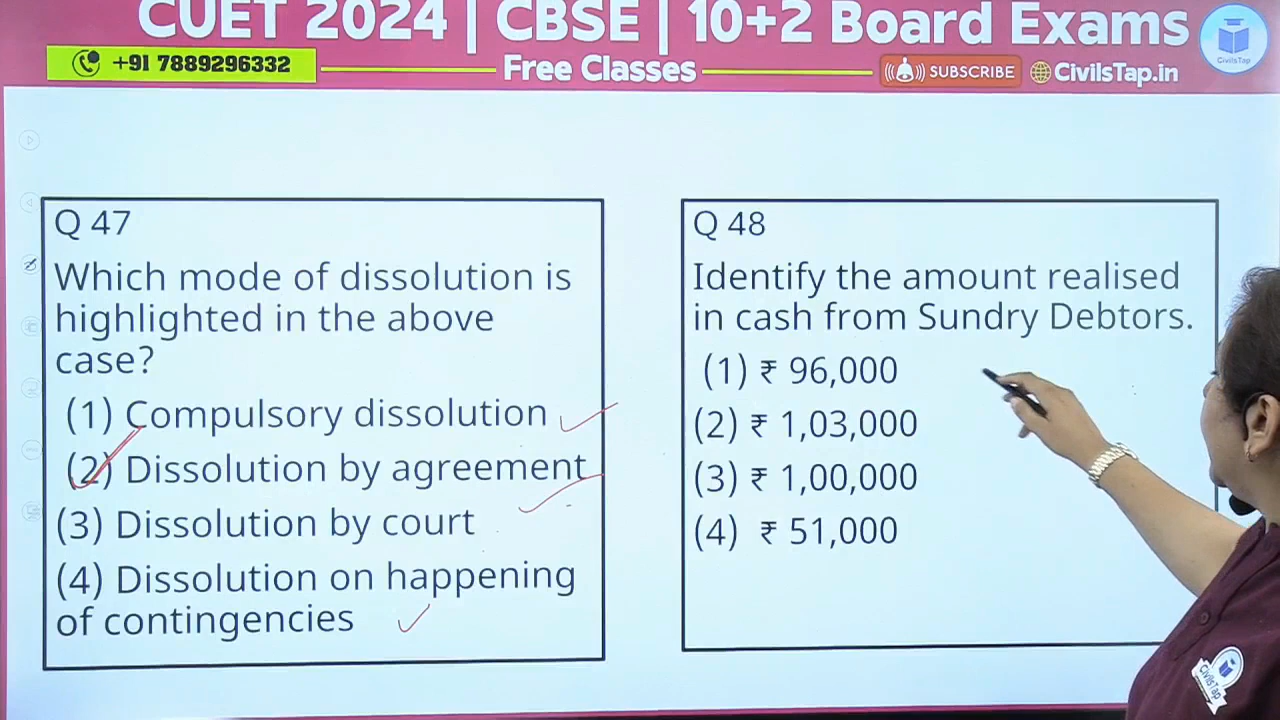 CUET 2024 | CBSE | 10+2 Board Exams
+91 7889296332
Free Classes
SUBSCRIBE
CivilsTap.in
CivilsTap
Q 47
Which mode of dissolution is
highlighted in the above
case?
(1) Compulsory dissolution
(2) Dissolution by agreement
(3) Dissolution by court
(4) Dissolution on happening
of contingencies
Q 48
Identify the amount realised
in cash from Sundry Debtors.
(1) ₹ 96,000
(2) ₹ 1,03,000
(3) ₹ 1,00,000
(4) ₹ 51,000
CivilsTap